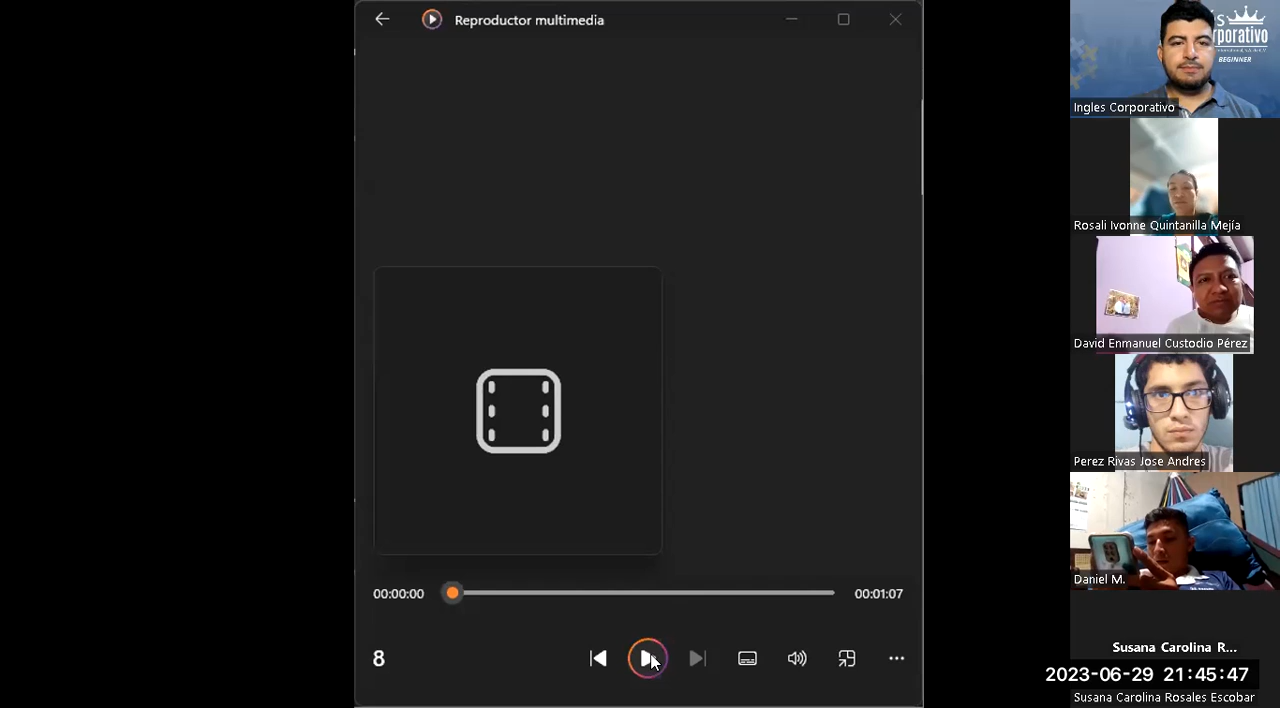 Reproductor multimedia
00:00:00
00:01:07
8
BEGINNER
Ingles Corporativo
Rosali Ivonne Quintanilla Mejía
David Enmanuel Custodio Pérez
Perez Rivas Jose Andres
Daniel M.
Susana Carolina R...
2023-06-29 21:45:47
Susana Carolina Rosales Escobar